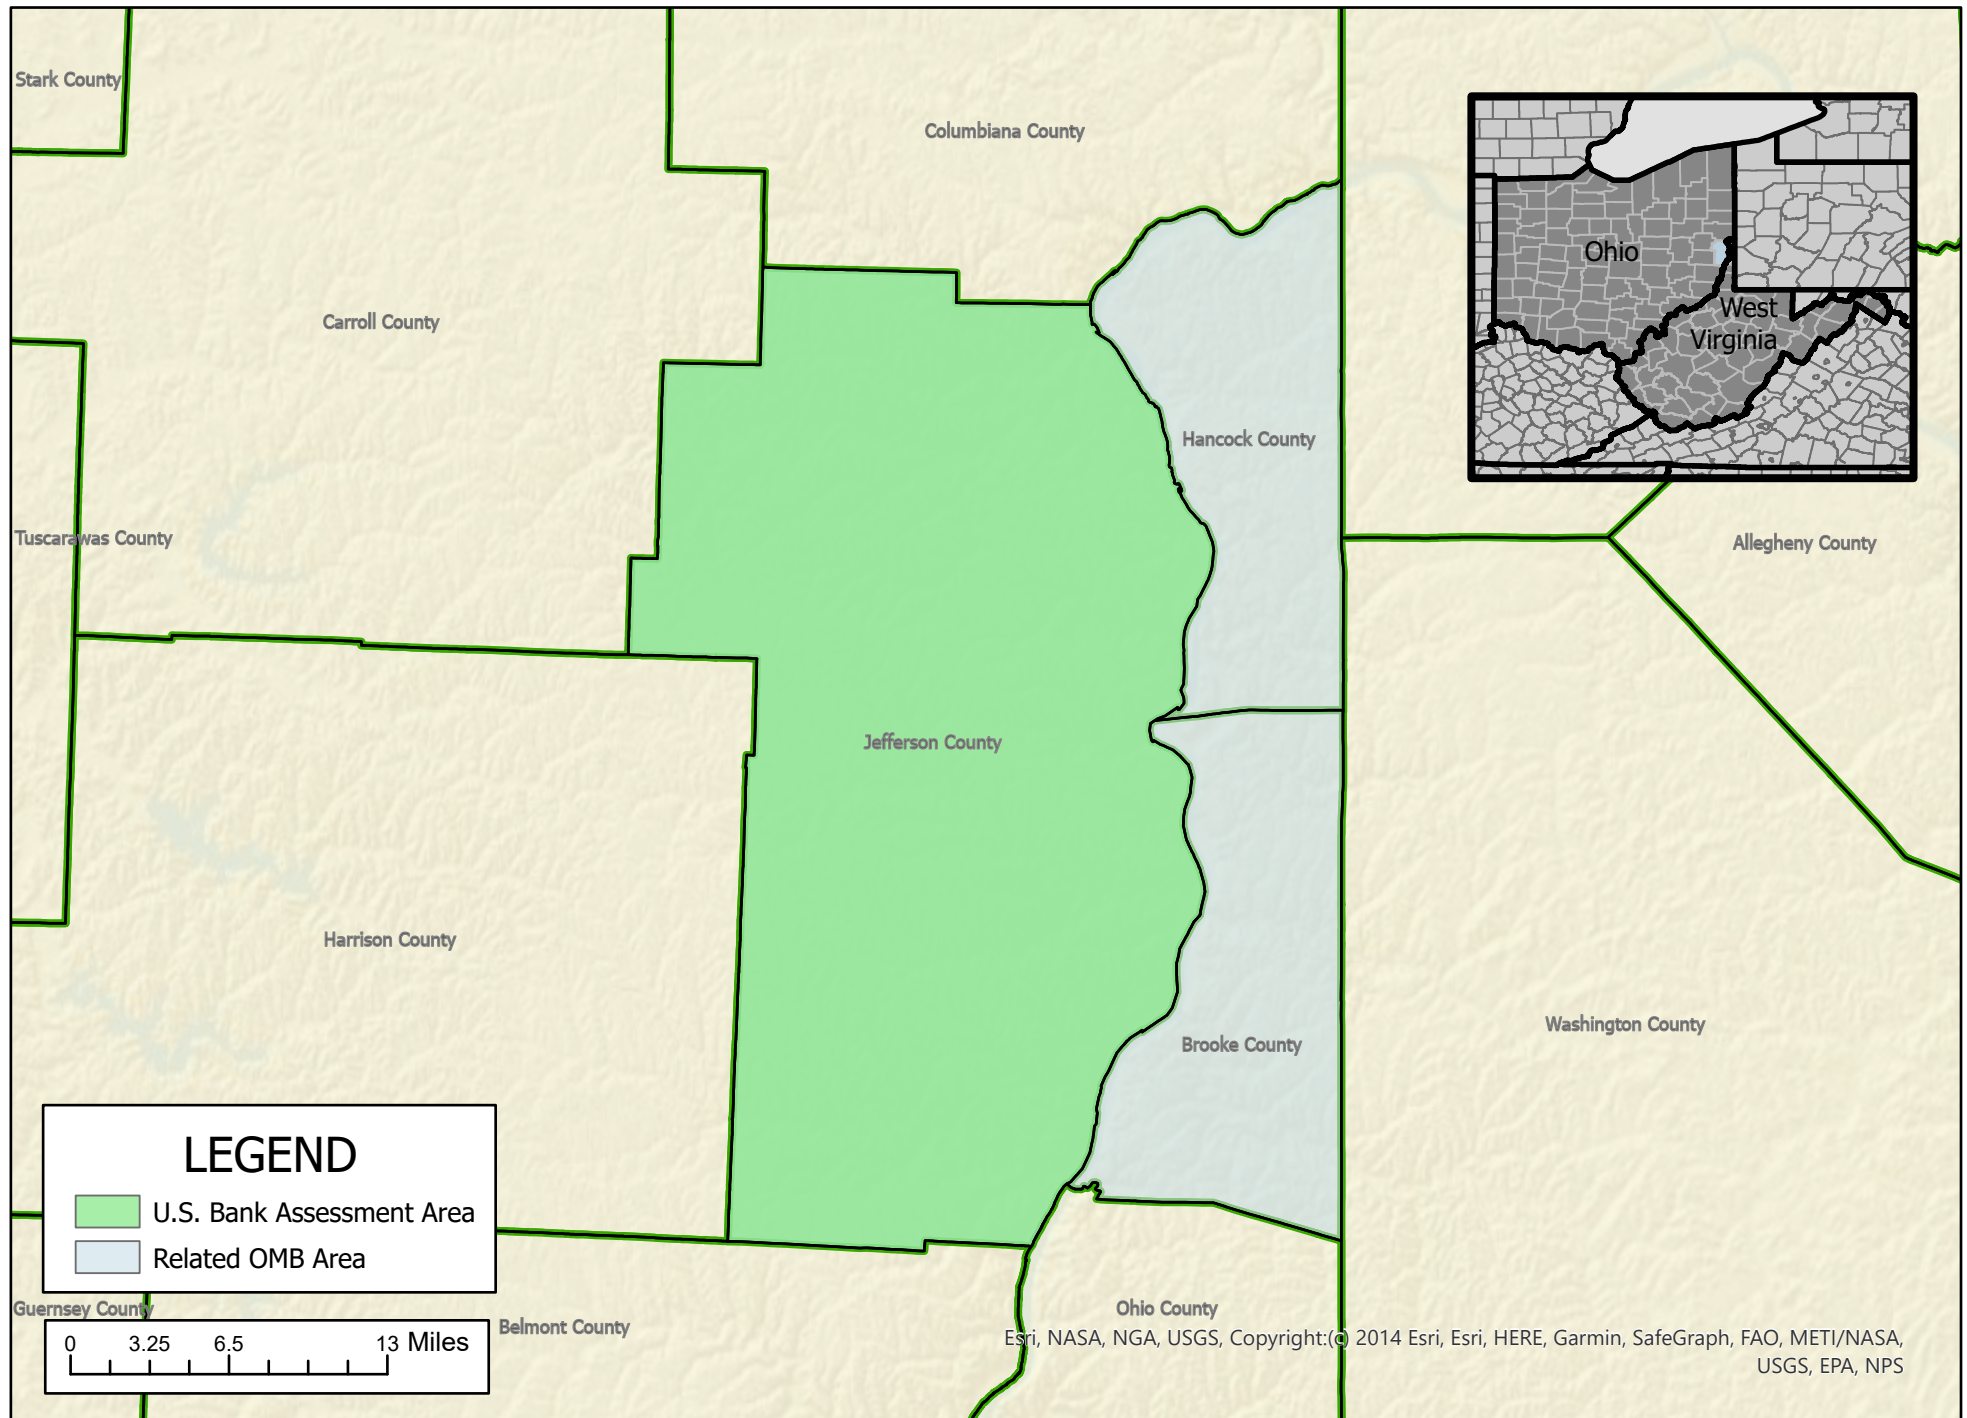 Stark County
Columbiana County
Ohio
West
Virginia
Carroll County
Hancock County
Tuscarawas County
Allegheny County
Jefferson County
Harrison County
Washington County
Brooke County
LEGEND
U.S. Bank Assessment Area
Related OMB Area
Guernsey County
Ohio County
Belmont County
0 3.25 6.5 13 Miles
Esri, NASA, NGA, USGS, Copyright:(c) 2014 Esri, Esri, HERE, Garmin, SafeGraph, FAO, METI/NASA,
USGS, EPA, NPS